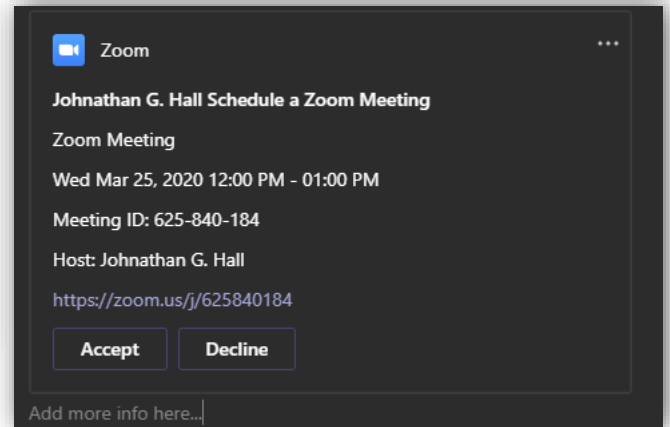 Zoom
Johnathan G. Hall Schedule a Zoom Meeting
Zoom Meeting
Wed Mar 25, 2020 12:00 PM - 01:00 PM
Meeting ID: 625-840-184
Host: Johnathan G. Hall
https://zoom.us/j/625840184
Accept Decline
Add more info here...